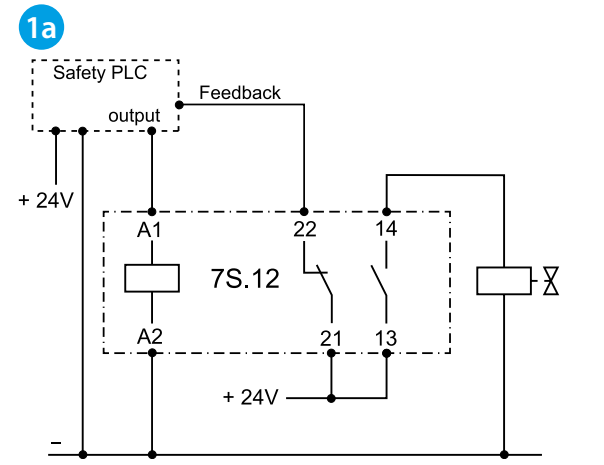 1a
Safety PLC
Feedback
output
+ 24V
A1
22
14
7S.12
A2
21
13
+ 24V
–